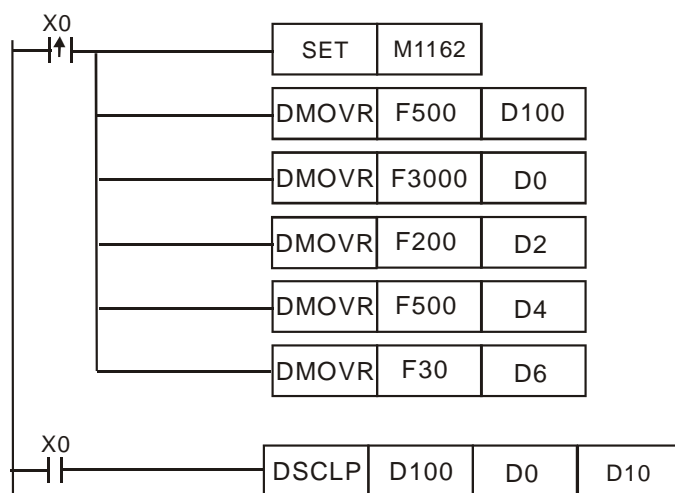 X0
SET M1162
DMOVR F500 D100
DMOVR F3000 D0
DMOVR F200 D2
DMOVR F500 D4
DMOVR F30 D6
X0
DSCLP D100 D0 D10